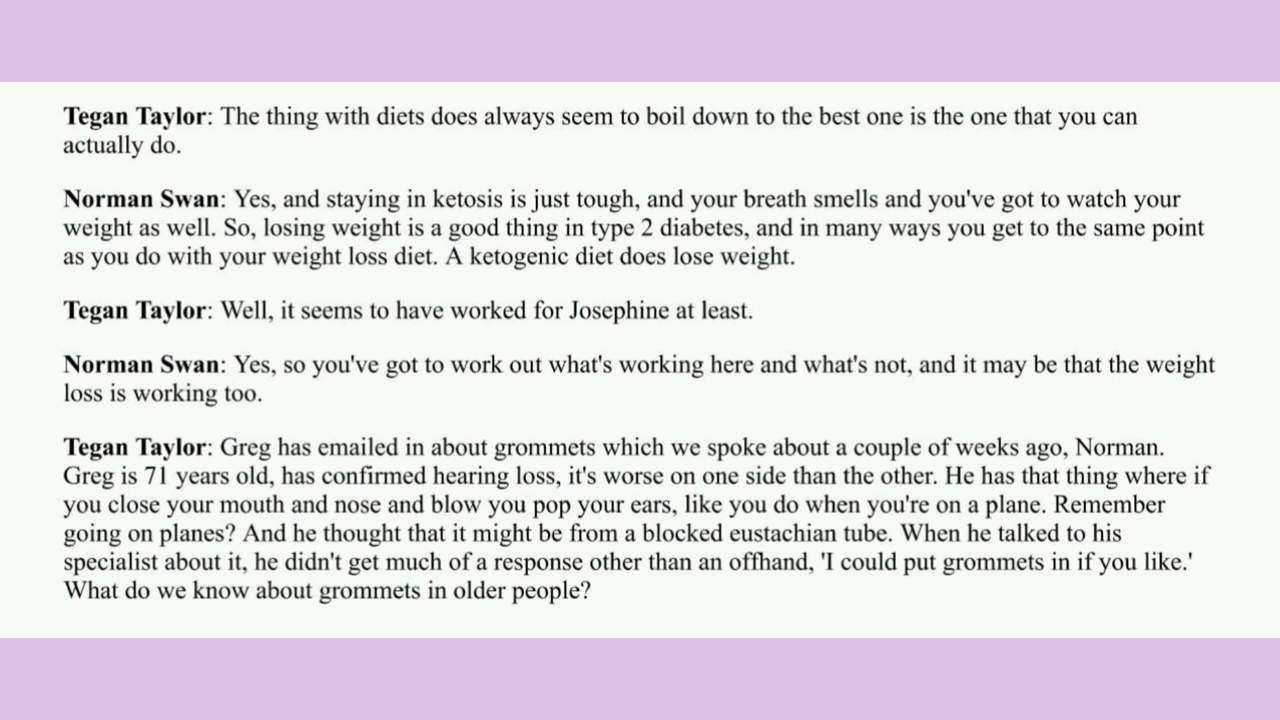 Tegan Taylor: The thing with diets does always seem to boil down to the best one is the one that you can
actually do.
Norman Swan: Yes, and staying in ketosis is just tough, and your breath smells and you've got to watch your
weight as well. So, losing weight is a good thing in type 2 diabetes, and in many ways you get to the same point
as you do with your weight loss diet. A ketogenic diet does lose weight.
Tegan Taylor: Well, it seems to have worked for Josephine at least.
Norman Swan: Yes, so you've got to work out what's working here and what's not, and it may be that the weight
loss is working too.
Tegan Taylor: Greg has emailed in about grommets which we spoke about a couple of weeks ago, Norman.
Greg is 71 years old, has confirmed hearing loss, it's worse on one side than the other. He has that thing where if
you close your mouth and nose and blow you pop your ears, like you do when you're on a plane. Remember
going on planes? And he thought that it might be from a blocked eustachian tube. When he talked to his
specialist about it, he didn't get much of a response other than an offhand, 'I could put grommets in if you like.'
What do we know about grommets in older people?